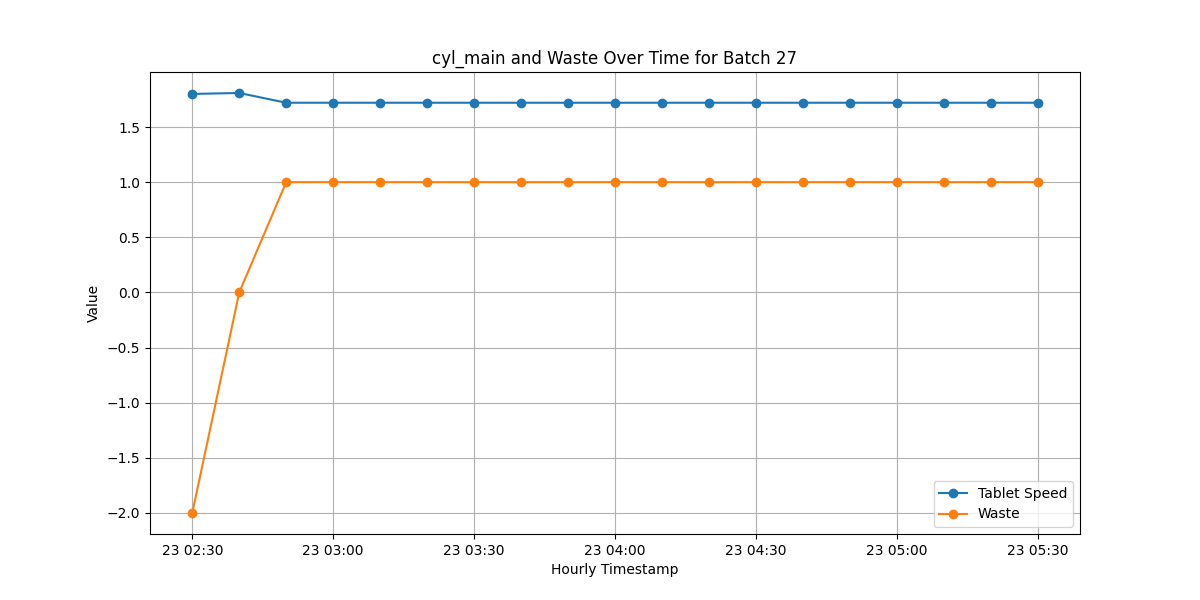 cyl_main and Waste Over Time for Batch 27
Value
1.5
1.0
0.5
0.0
−0.5
−1.0
−1.5
−2.0
Tablet Speed
Waste
23 02:30 23 03:00 23 03:30 23 04:00 23 04:30 23 05:00 23 05:30
Hourly Timestamp